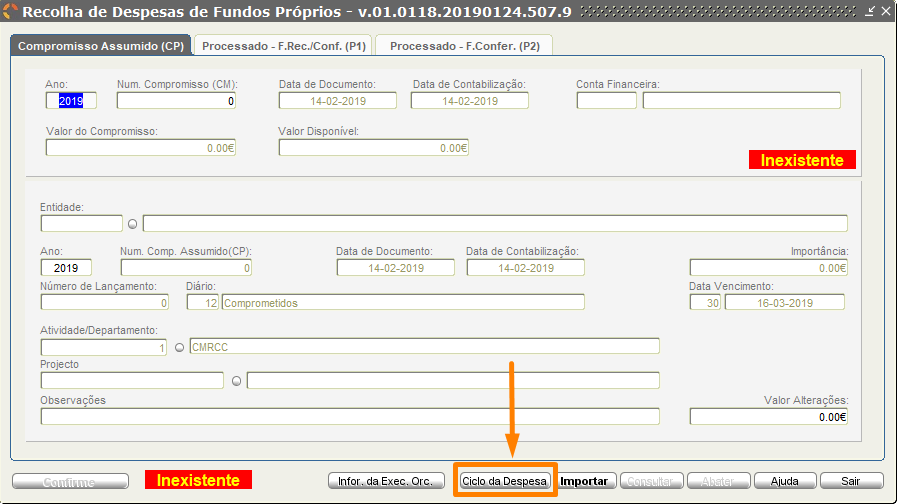 Recolha de Despesas de Fundos Próprios - v.01.0118.20190124.507.9
Compromisso Assumido (CP) Processado - F.Rec./Conf. (P1) Processado - F.Confer. (P2)
Ano: Num. Compromisso (CM) Data de Documento: Data de Contabilização: Conta Financeira:
2019 0 14-02-2019 14-02-2019
Valor do Compromisso: Valor Disponível:
0.00€ 0.00€
Inexistente
Entidade:
Ano: Num. Comp. Assumido(CP): Data de Documento: Data de Contabilização: Importância:
2019 0 14-02-2019 14-02-2019 0.00€
Número de Lançamento: Diário: Data Vencimento:
0 12 Comprometidos 30 16-03-2019
Atividade/Departamento:
1 CMRCC
Projecto
Observações Valor Alterações:
0.00€
Confirme Inexistente Infor. da Exec. Orc. Ciclo da Despesa Importar Consultar Abater Ajuda Sair